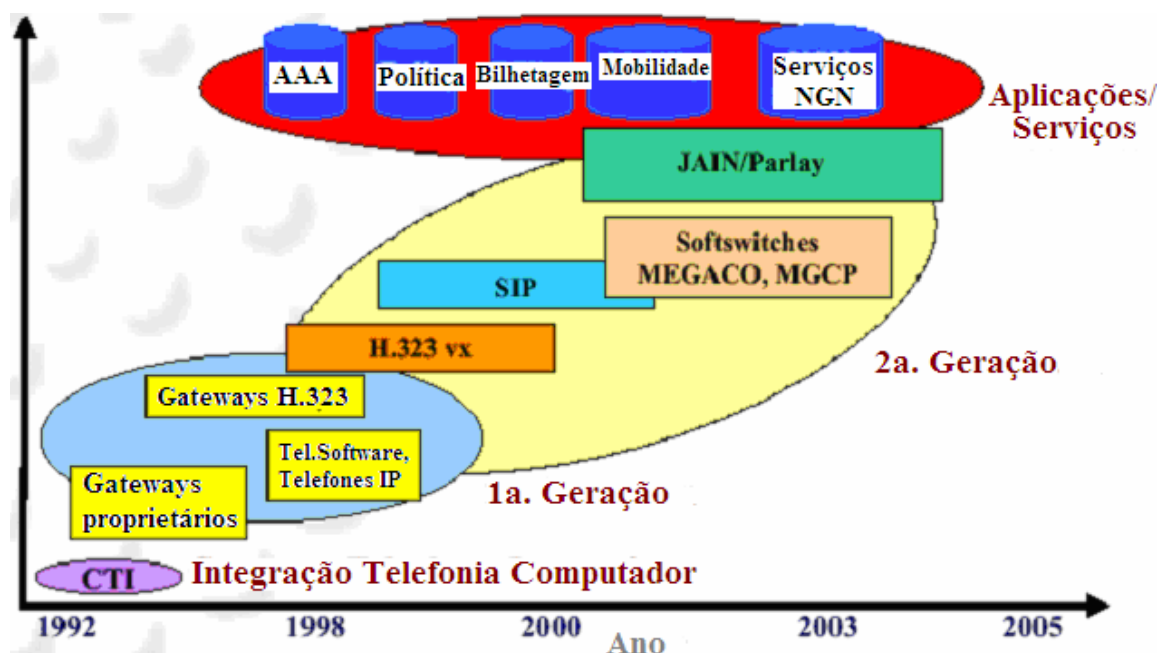 AAA
Política
Bilhetagem
Mobilidade
Serviços
NGN
Aplicações/
Serviços
JAIN/Parlay
Softswitches
MEGACO, MGCP
SIP
H.323 vx
2a. Geração
Gateways H.323
Tel.Software,
Telefones IP
Gateways
proprietários
1a. Geração
CTI
Integração Telefonia Computador
1992
1998
2000
2003
2005
Ano